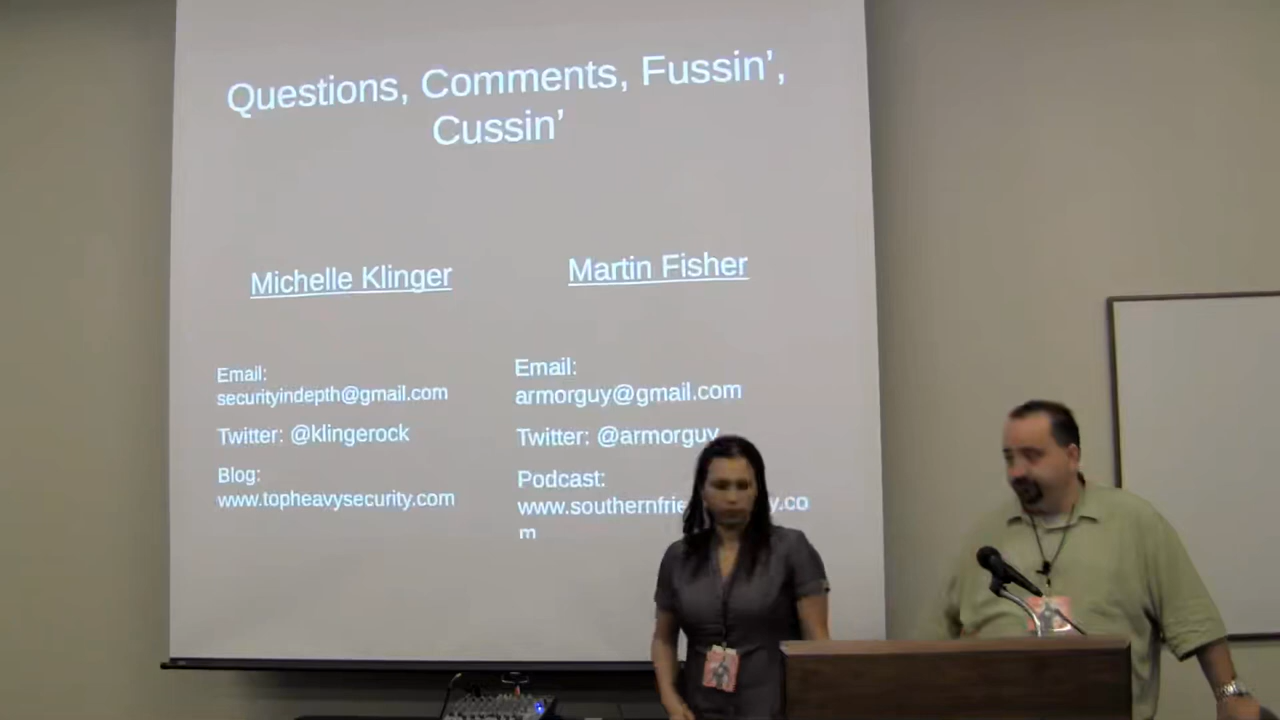 Questions, Comments, Fussin’,
Cussin’
Michelle Klinger
Email:
securityindepth@gmail.com
Twitter: @klingerock
Blog:
www.topheavysecurity.com
Martin Fisher
Email:
armorguy@gmail.com
Twitter: @armorguy
Podcast: